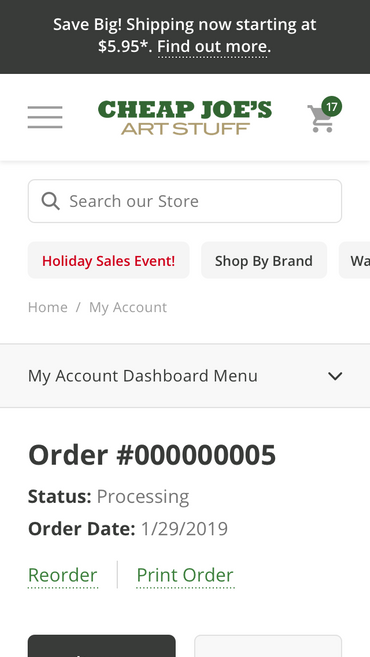 Save Big! Shipping now starting at
$5.95*. Find out more.
CHEAP JOE'S
ART STUFF
17
Search our Store
Holiday Sales Event!
Shop By Brand
Wa
Home / My Account
My Account Dashboard Menu
Order #000000005
Status: Processing
Order Date: 1/29/2019
Reorder
Print Order